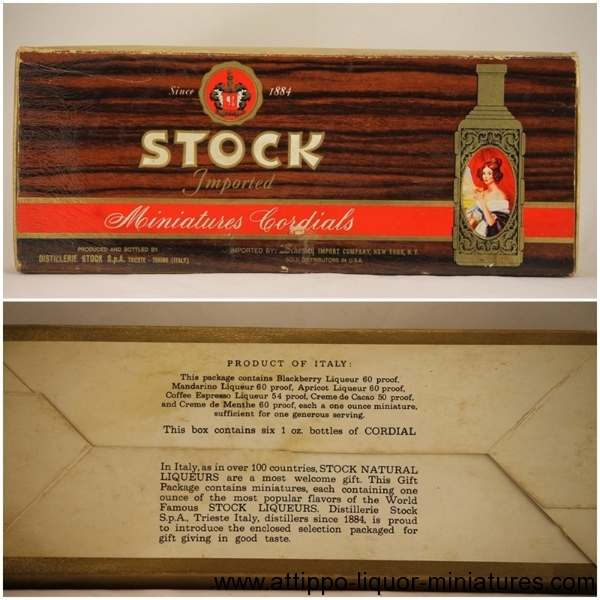 Since 1884
STOCK
Imported
Miniatures Cordials
PRODUCED AND BOTTLED BY
DISTILLERIE STOCK S.p.A. TRIESTE - TORINO (ITALY)
IMPORTED BY: IMPORT COMPANY, NEW YORK, N.Y.
SOLE DISTRIBUTORS IN U.S.A.
PRODUCT OF ITALY:
This package contains Blackberry Liqueur 60 proof,
Mandarino Liqueur 60 proof, Apricot Liqueur 60 proof,
Coffee Espresso Liqueur 54 proof, Creme de Cacao 50 proof,
and Creme de Menthe 60 proof, each a one ounce miniature,
sufficient for one generous serving.
This box contains six 1 oz. bottles of CORDIAL
In Italy, as in over 100 countries, STOCK NATURAL
LIQUEURS are a most welcome gift. This Gift
Package contains miniatures, each containing one
ounce of the most popular flavors of the World
Famous STOCK LIQUEURS. Distillerie Stock
S.p.A., Trieste Italy, distillers since 1884, is proud
to introduce the enclosed selection packaged for
gift giving in good taste.
www.attippo-liquor-miniatures.com